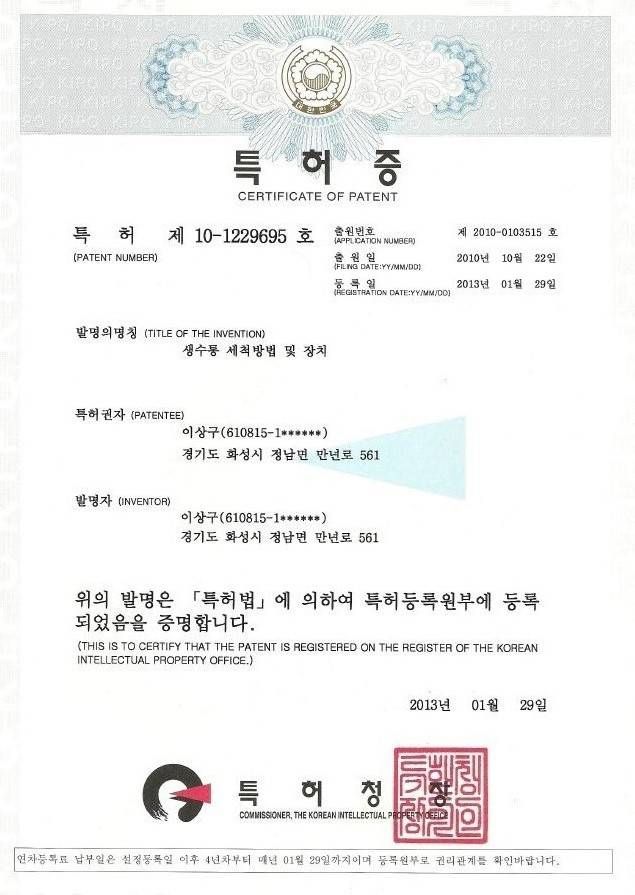 대한민국
특 허 증
CERTIFICATE OF PATENT
특 허 제 10-1229695 호
(PATENT NUMBER)
출원번호 제 2010-0103515 호
(APPLICATION NUMBER)
출 원 일 2010년 10월 22일
(FILING DATE:YY/MM/DD)
등 록 일 2013년 01월 29일
(REGISTRATION DATE:YY/MM/DD)
발명의명칭 (TITLE OF THE INVENTION)
생수통 세척방법 및 장치
특허권자 (PATENTEE)
이상구(610815-1******)
경기도 화성시 정남면 만년로 561
발명자 (INVENTOR)
이상구(610815-1******)
경기도 화성시 정남면 만년로 561
위의 발명은 「특허법」에 의하여 특허등록원부에 등록
되었음을 증명합니다.
(THIS IS TO CERTIFY THAT THE PATENT IS REGISTERED ON THE REGISTER OF THE KOREAN
INTELLECTUAL PROPERTY OFFICE.)
2013년 01월 29일
특 허 청 장
COMMISSIONER, THE KOREAN INTELLECTUAL PROPERTY OFFICE
연차등록료 납부일은 설정등록일 이후 4년차부터 매년 01월 29일까지이며 등록원부로 권리관계를 확인바랍니다.